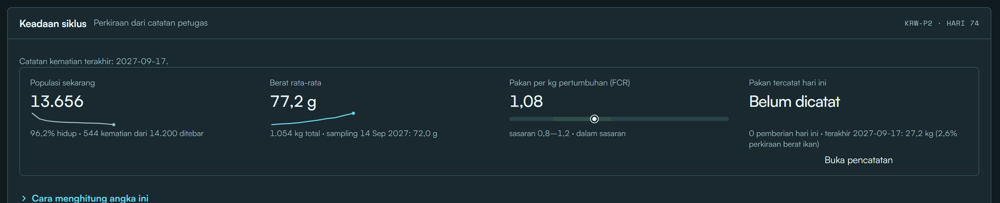 Keadaan siklus Perkiraan dari catatan petugas
KRW-P2 · HARI 74
Catatan kematian terakhir: 2027-09-17.
Populasi sekarang
13.656
96,2% hidup · 544 kematian dari 14.200 ditebar
Berat rata-rata
77,2 g
1.054 kg total · sampling 14 Sep 2027: 72,0 g
Pakan per kg pertumbuhan (FCR)
1,08
sasaran 0,8–1,2 · dalam sasaran
Pakan tercatat hari ini
Belum dicatat
0 pemberian hari ini · terakhir 2027-09-17: 27,2 kg (2,6%
perkiraan berat ikan)
Buka pencatatan
Cara menghitung angka ini